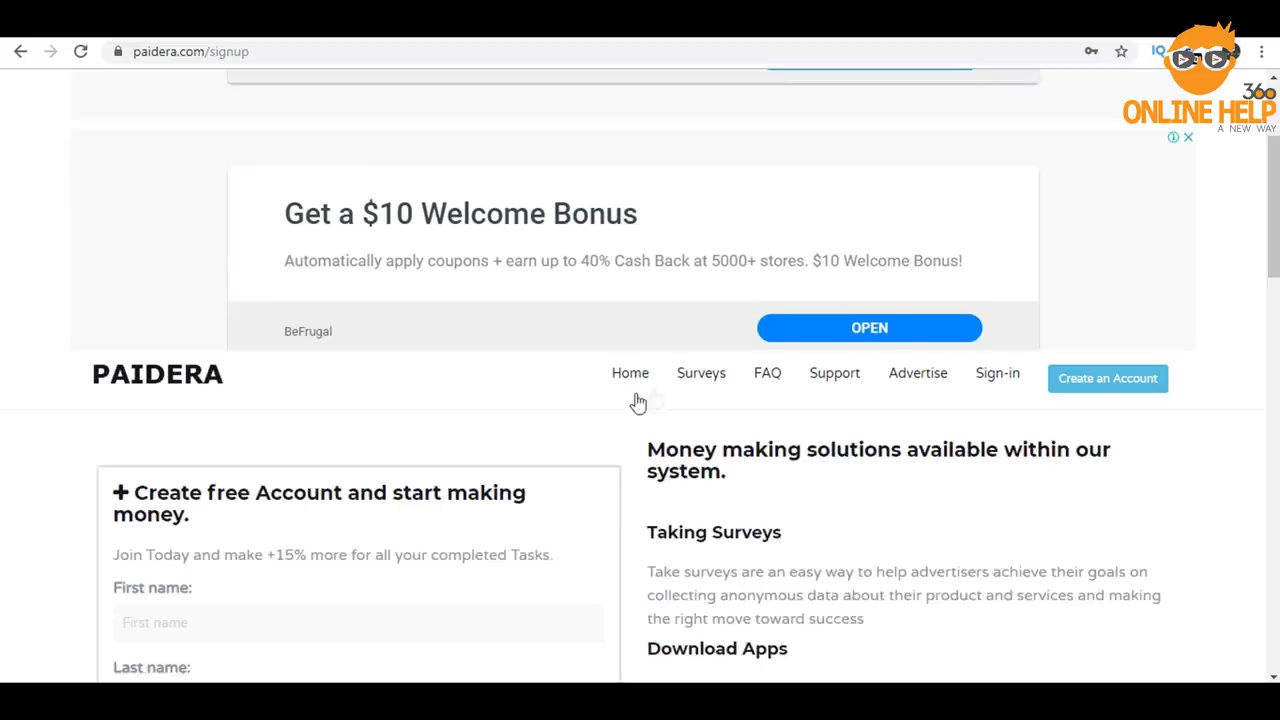 paidera.com/signup
IQ
360
ONLINE HELP
A NEW WAY
Get a $10 Welcome Bonus
Automatically apply coupons + earn up to 40% Cash Back at 5000+ stores. $10 Welcome Bonus!
BeFrugal
OPEN
PAIDERA
Home
Surveys
FAQ
Support
Advertise
Sign-in
Create an Account
+ Create free Account and start making
money.
Join Today and make +15% more for all your completed Tasks.
First name:
First name
Last name:
Money making solutions available within our
system.
Taking Surveys
Take surveys are an easy way to help advertisers achieve their goals on
collecting anonymous data about their product and services and making
the right move toward success
Download Apps